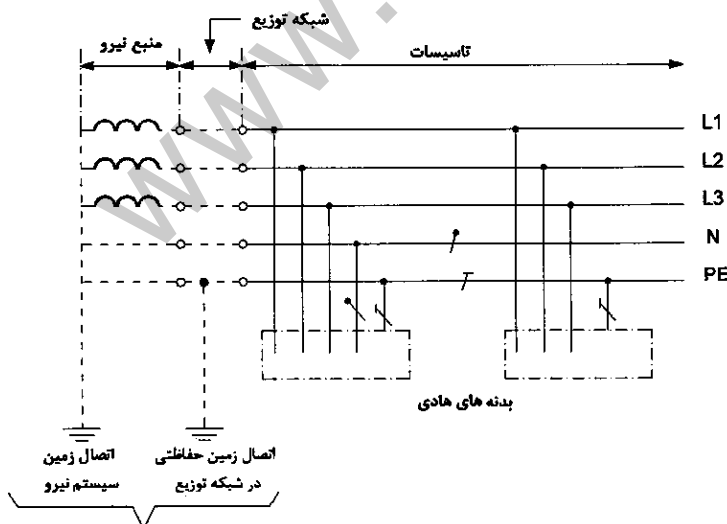 شبکه توزیع
منبع نیرو
تاسیسات
www.
L1
L2
L3
N
PE
بدنه های هادی
اتصال زمین
سیستم نیرو
اتصال زمین حفاظتی
در شبکه توزیع